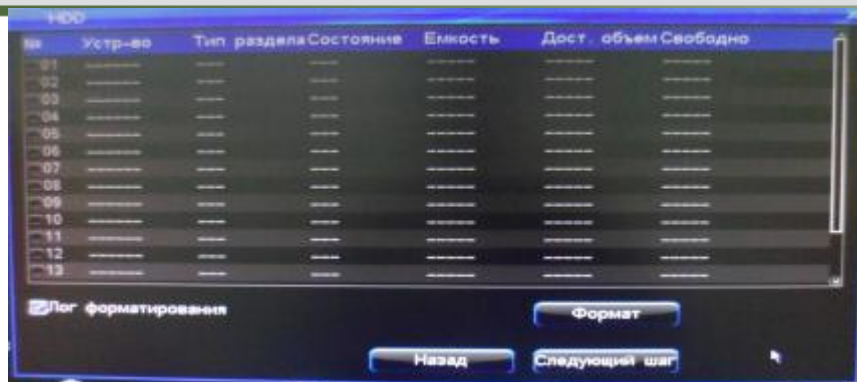 HDD
№ Устр-во Тип раздела Состояние Емкость Дост. объем Свободно
01 ------ --- --- ----- ----- -----
02 ------ --- --- ----- ----- -----
03 ------ --- --- ----- ----- -----
04 ------ --- --- ----- ----- -----
05 ------ --- --- ----- ----- -----
06 ------ --- --- ----- ----- -----
07 ------ --- --- ----- ----- -----
08 ------ --- --- ----- ----- -----
09 ------ --- --- ----- ----- -----
10 ------ --- --- ----- ----- -----
11 ------ --- --- ----- ----- -----
12 ------ --- --- ----- ----- -----
13 ------ --- --- ----- ----- -----
Лог форматирования
Формат
Назад Следующий шаг